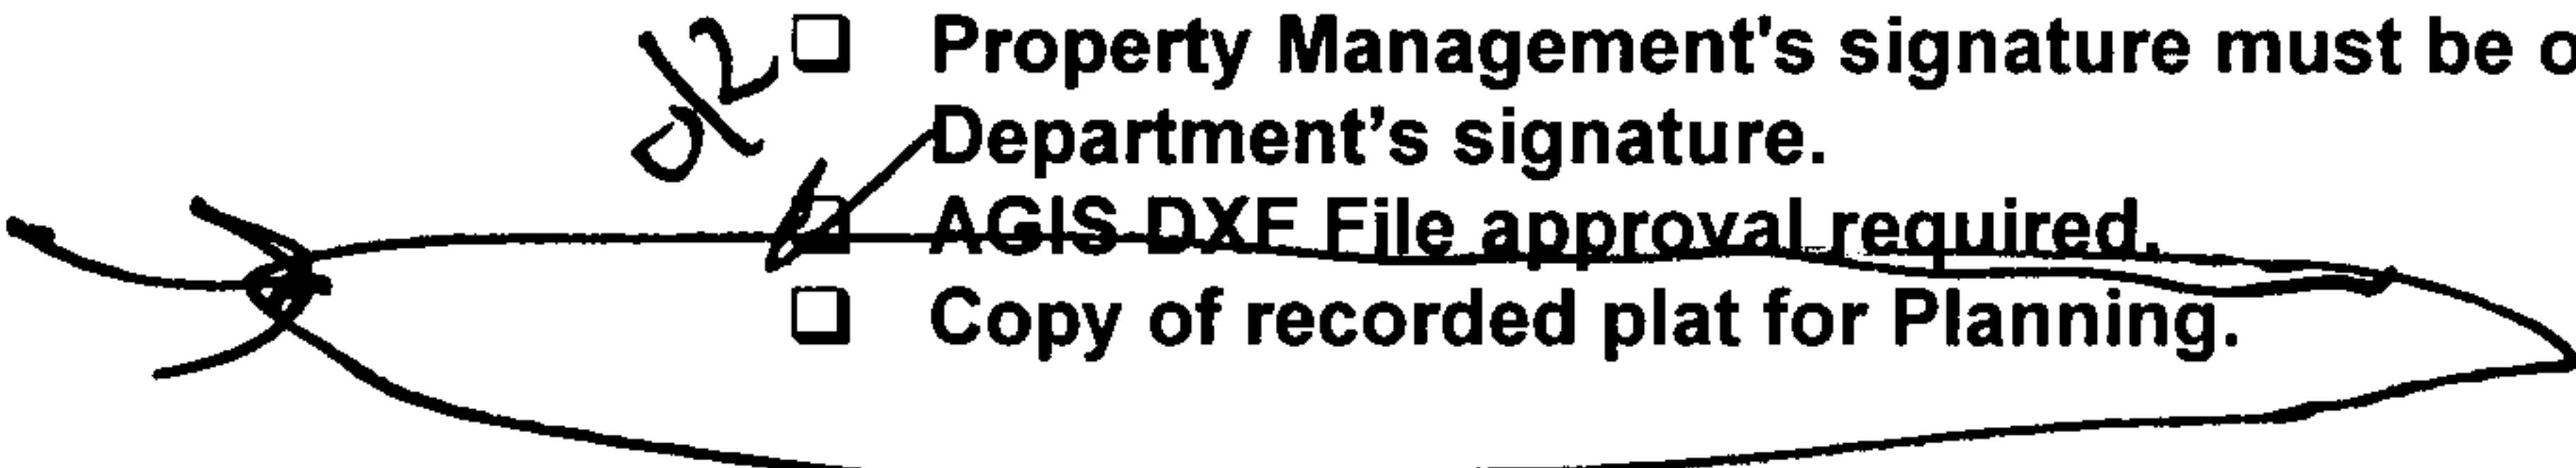 ☐ Property Management's signature must be o
Department's signature.
☑ AGIS DXF File approval required.
☐ Copy of recorded plat for Planning.